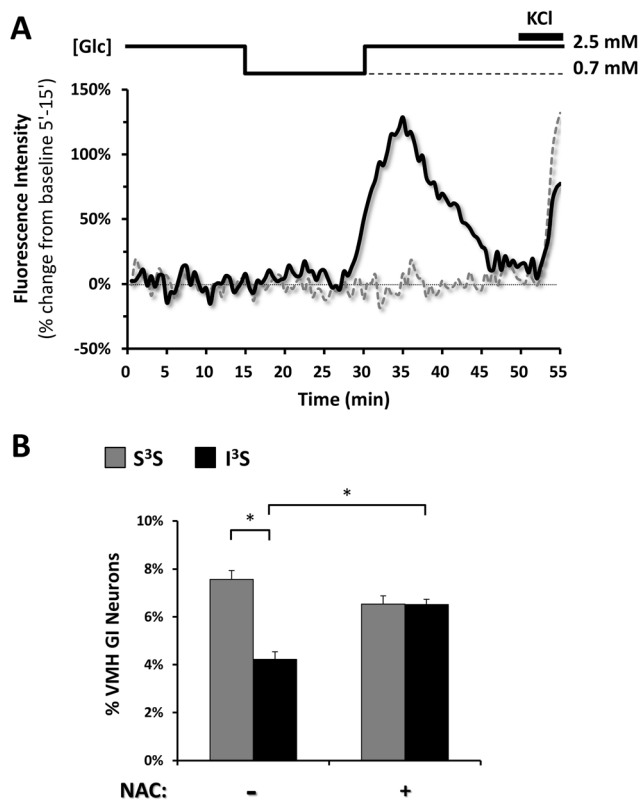 A
KCl
[Glc]
2.5 mM
0.7 mM
Fluorescence Intensity
(% change from baseline 5'-15')
150%
100%
50%
0%
-50%
0 5 10 15 20 25 30 35 40 45 50 55
Time (min)
B
S³S I³S
* *
% VMH GI Neurons
10%
8%
6%
4%
2%
0%
NAC: - +